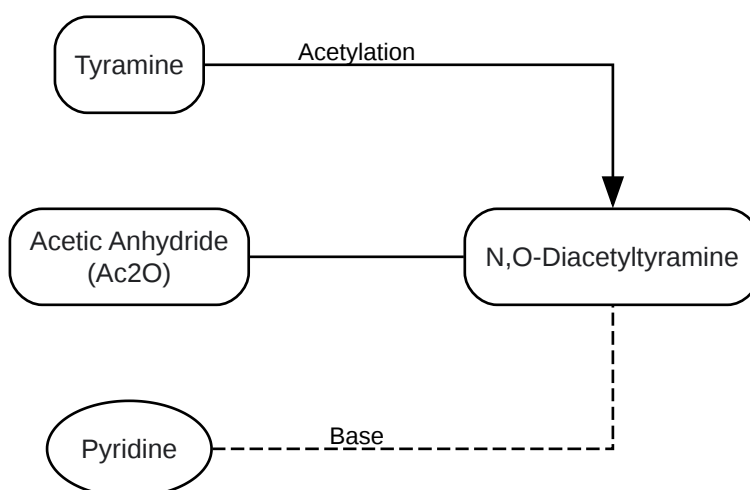 Tyramine
Acetylation
Acetic Anhydride
(Ac2O)
N,O-Diacetyltyramine
Pyridine
Base